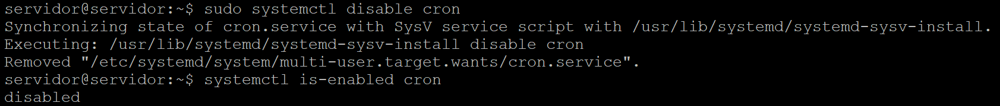 servidor@servidor:~$ sudo systemctl disable cron
Synchronizing state of cron.service with SysV service script with /usr/lib/systemd/systemd-sysv-install.
Executing: /usr/lib/systemd/systemd-sysv-install disable cron
Removed "/etc/systemd/system/multi-user.target.wants/cron.service".
servidor@servidor:~$ systemctl is-enabled cron
disabled